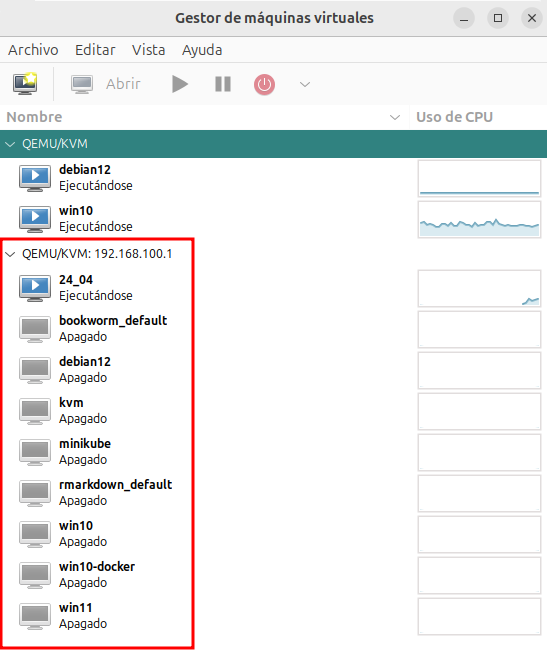 Gestor de máquinas virtuales
Archivo Editar Vista Ayuda
Abrir
Nombre Uso de CPU
QEMU/KVM
debian12
Ejecutándose
win10
Ejecutándose
QEMU/KVM: 192.168.100.1
24_04
Ejecutándose
bookworm_default
Apagado
debian12
Apagado
kvm
Apagado
minikube
Apagado
rmarkdown_default
Apagado
win10
Apagado
win10-docker
Apagado
win11
Apagado